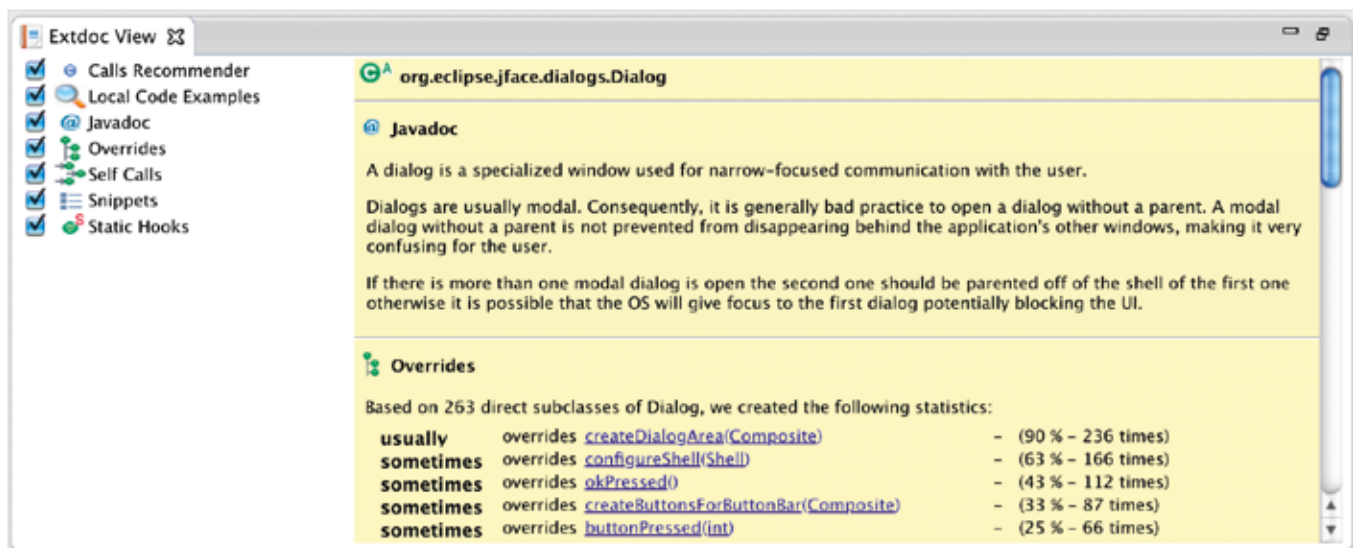 Extdoc View
Calls Recommender
Local Code Examples
@ Javadoc
Overrides
Self Calls
Snippets
S Static Hooks
G A org.eclipse.jface.dialogs.Dialog
@ Javadoc
A dialog is a specialized window used for narrow-focused communication with the user.
Dialogs are usually modal. Consequently, it is generally bad practice to open a dialog without a parent. A modal
dialog without a parent is not prevented from disappearing behind the application's other windows, making it very
confusing for the user.
If there is more than one modal dialog is open the second one should be parented off of the shell of the first one
otherwise it is possible that the OS will give focus to the first dialog potentially blocking the UI.
Overrides
Based on 263 direct subclasses of Dialog, we created the following statistics:
usually overrides createDialogArea(Composite) - (90 % - 236 times)
sometimes overrides configureShell(Shell) - (63 % - 166 times)
sometimes overrides okPressed() - (43 % - 112 times)
sometimes overrides createButtonsForButtonBar(Composite) - (33 % - 87 times)
sometimes overrides buttonPressed(int) - (25 % - 66 times)